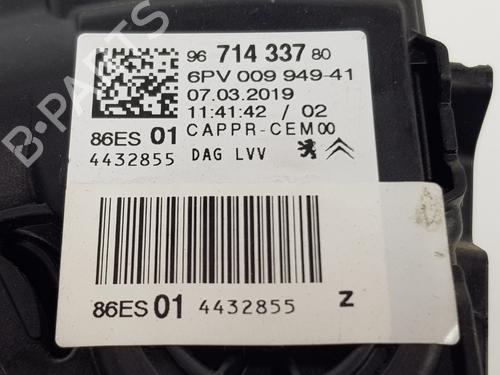 96 714 337 80
6PV 009 949-41
07.03.2019
11:41:42 / 02
86ES 01 CAPPR-CEM00
4432855 DAG LVV
86ES 01 4432855 Z
B-PARTS